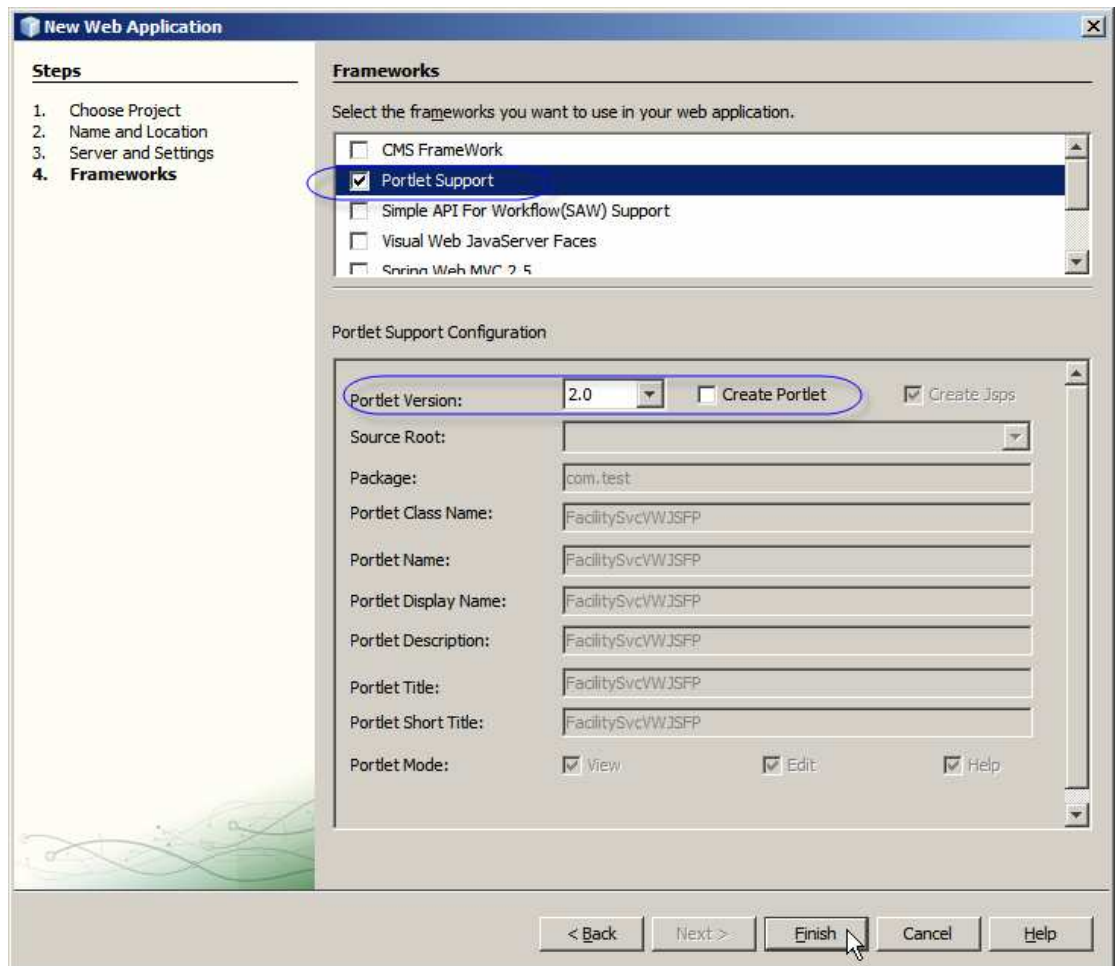 New Web Application
Steps
1. Choose Project
2. Name and Location
3. Server and Settings
4. Frameworks
Frameworks
Select the frameworks you want to use in your web application.
CMS FrameWork
Portlet Support
Simple API For Workflow(SAW) Support
Visual Web JavaServer Faces
Spring Web MVC 2.5
Portlet Support Configuration
Portlet Version: 2.0 Create Portlet Create Jsps
Source Root:
Package: com.test
Portlet Class Name: FacilitySvcVWJSFP
Portlet Name: FacilitySvcVWJSFP
Portlet Display Name: FacilitySvcVWJSFP
Portlet Description: FacilitySvcVWJSFP
Portlet Title: FacilitySvcVWJSFP
Portlet Short Title: FacilitySvcVWJSFP
Portlet Mode: View Edit Help
< Back Next > Finish Cancel Help